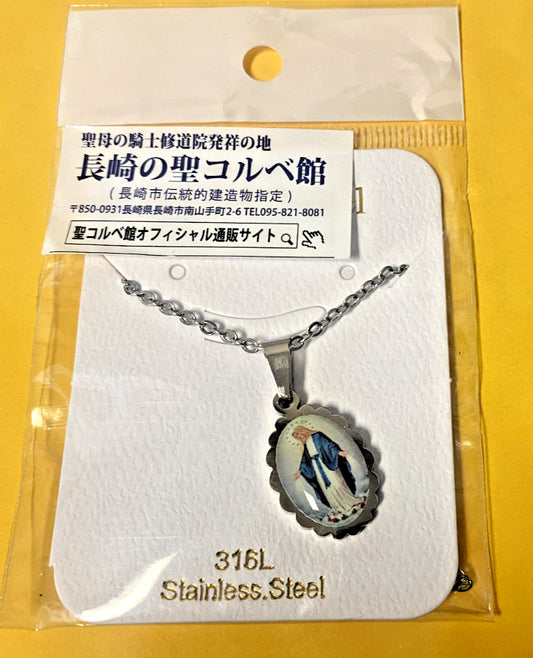 聖母の騎士修道院発祥の地
長崎の聖コルベ館
(長崎市伝統的建造物指定)
〒850-0931長崎県長崎市南山手町2-6 TEL095-821-8081
聖コルベ館オフィシャル通販サイト
316L
Stainless.Steel